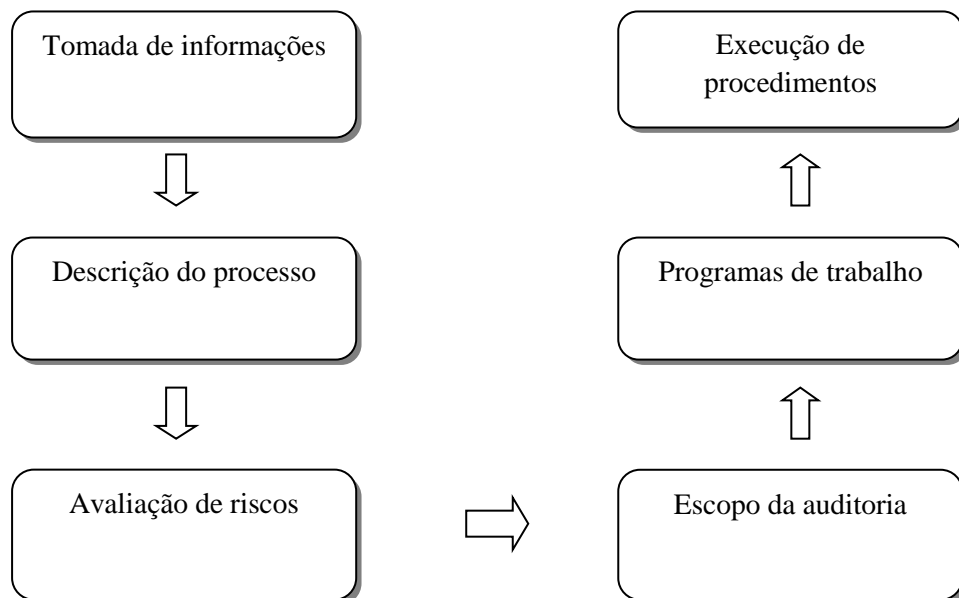 Tomada de informações
Descrição do processo
Avaliação de riscos
Escopo da auditoria
Programas de trabalho
Execução de
procedimentos